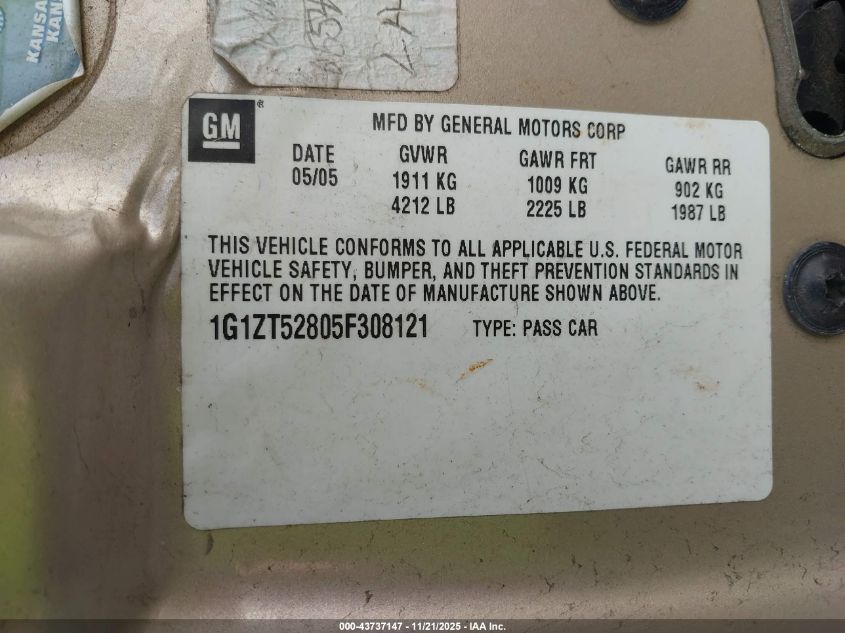 KANSA
KANSA
GM
®
MFD BY GENERAL MOTORS CORP
DATE GVWR GAWR FRT GAWR RR
05/05 1911 KG 1009 KG 902 KG
4212 LB 2225 LB 1987 LB
THIS VEHICLE CONFORMS TO ALL APPLICABLE U.S. FEDERAL MOTOR
VEHICLE SAFETY, BUMPER, AND THEFT PREVENTION STANDARDS IN
EFFECT ON THE DATE OF MANUFACTURE SHOWN ABOVE.
1G1ZT52805F308121 TYPE: PASS CAR
000-43737147 -- 11/21/2025 -- IAA Inc.